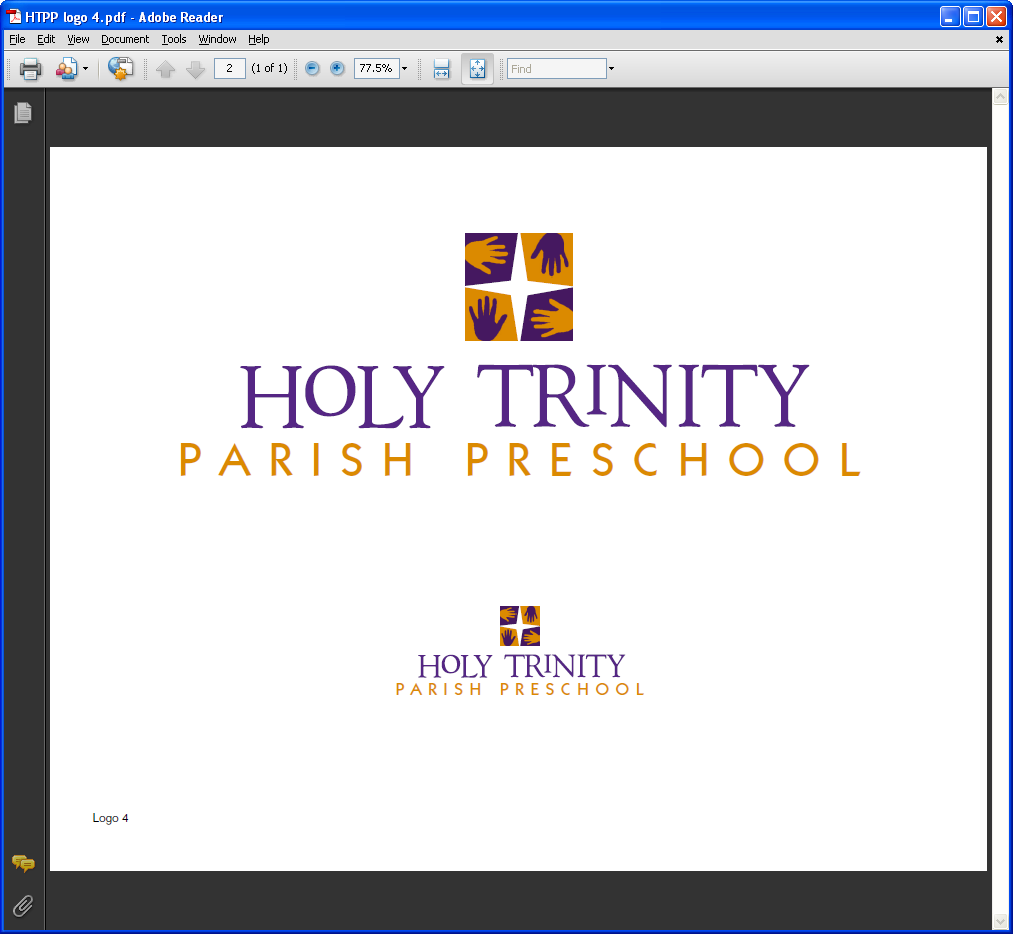 HTPP logo 4.pdf - Adobe Reader
File Edit View Document Tools Window Help
2 (1 of 1) 77.5% Find
HOLY TRINITY
PARISH PRESCHOOL
HOLY TRINITY
PARISH PRESCHOOL
Logo 4